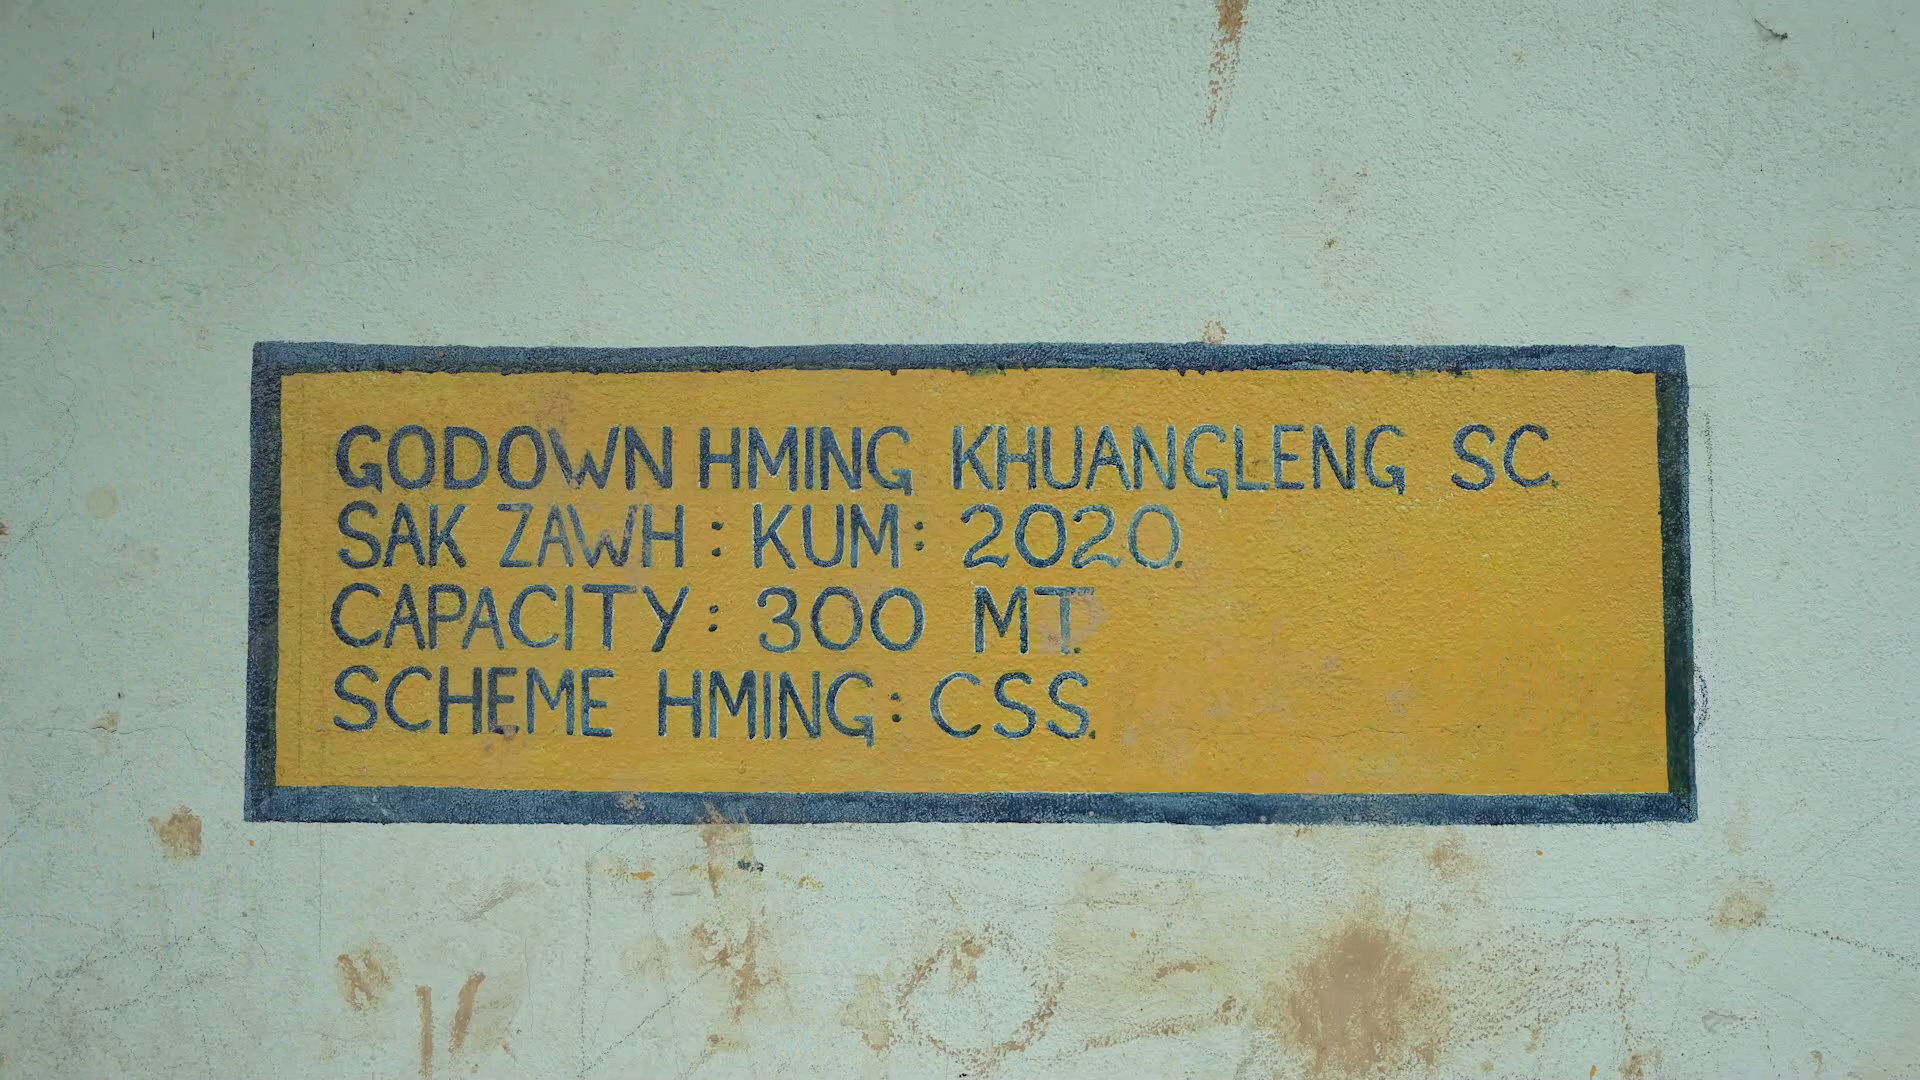 GODOWN HMING KHUANGLENG SC.
SAK ZAWH : KUM : 2020.
CAPACITY : 300 MT.
SCHEME HMING : CSS.